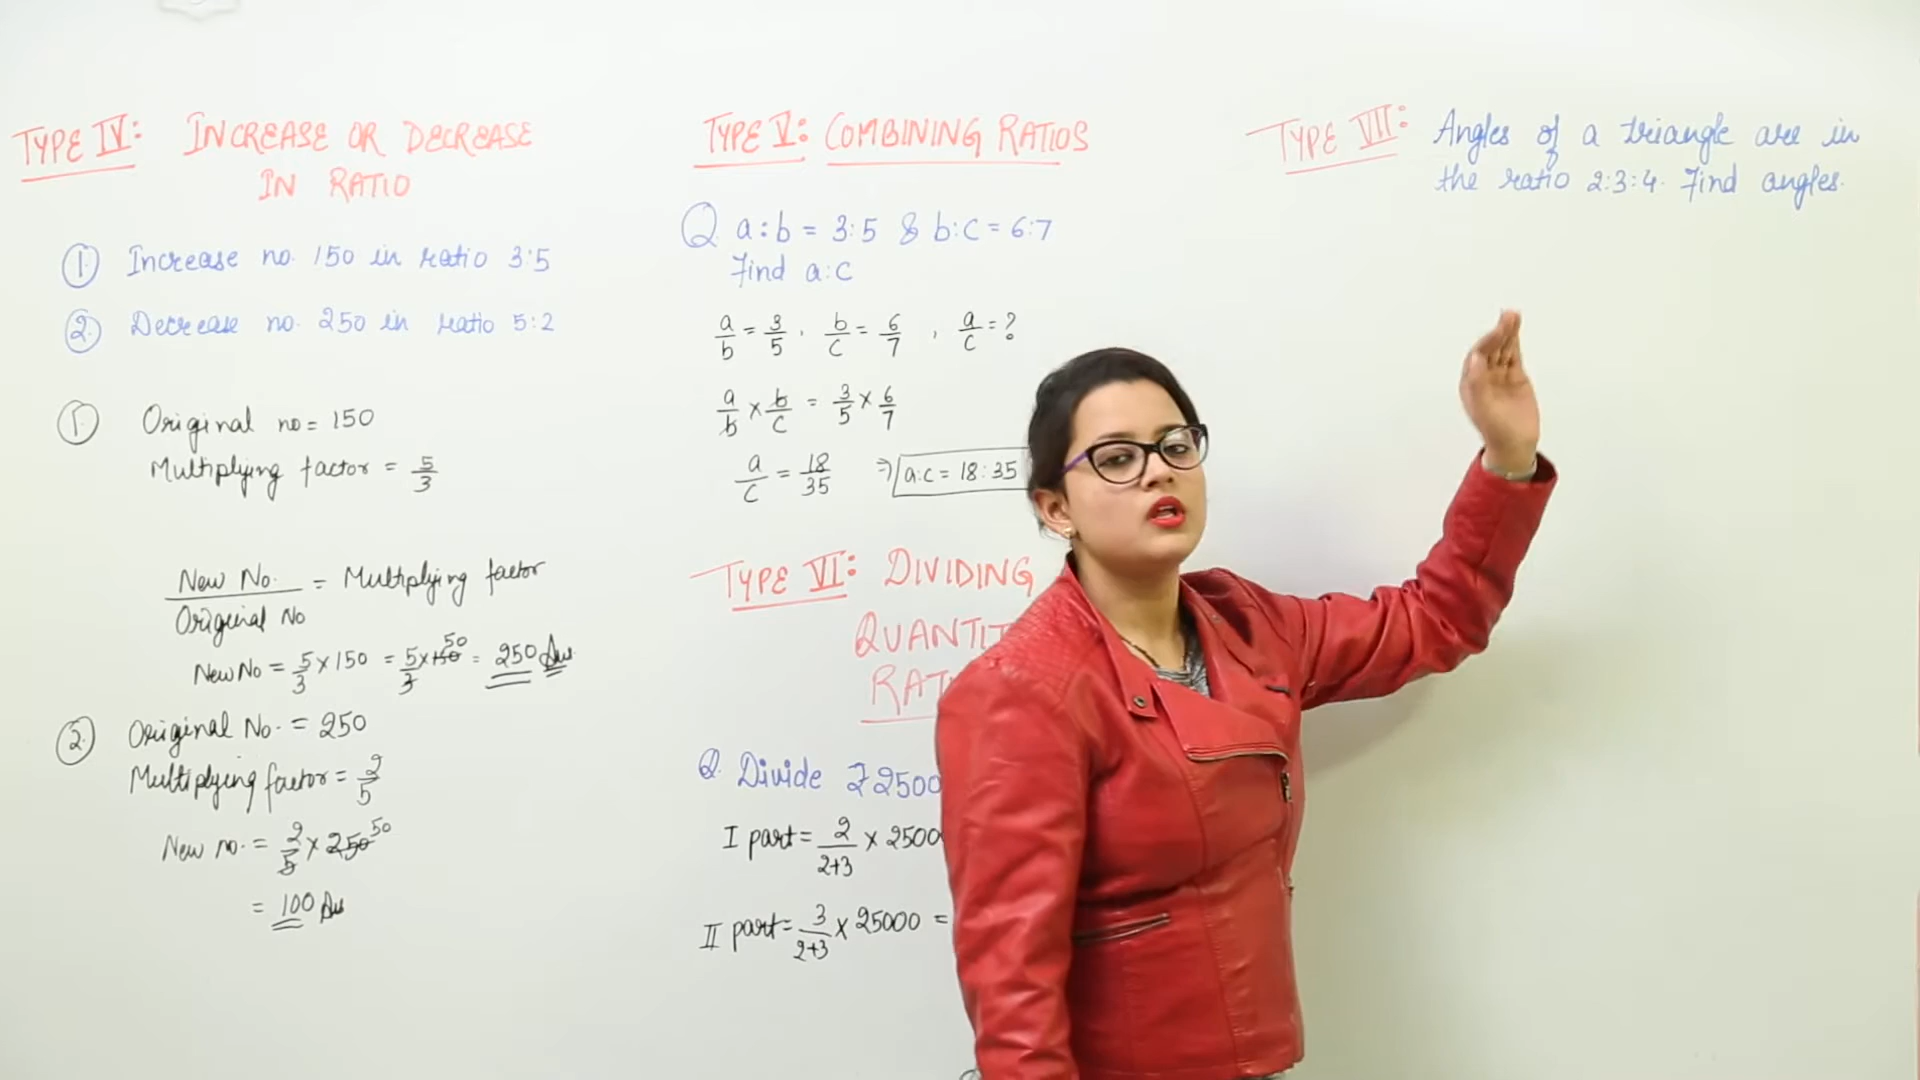 TYPE IV: INCREASE OR DECREASE
IN RATIO
① Increase no. 150 in ratio 3:5
② Decrease no. 250 in ratio 5:2
① Original no = 150
Multiplying factor = 5/3
New No. / Original No = Multiplying factor
New No = 5/3 × 150 = 5/3 × 150 50 = 250 Ans
② Original No. = 250
Multiplying factor = 2/5
New no. = 2/5 × 250 50
= 100 Ans
TYPE V: COMBINING RATIOS
Q a:b = 3:5 & b:c = 6:7
Find a:c
a/b = 3/5 , b/c = 6/7 , a/c = ?
a/b × b/c = 3/5 × 6/7
a/c = 18/35 ⇒ a:c = 18:35
TYPE VI: DIVIDING
Q. Divide ₹2500
I part = 2/2+3 × 2500
II part = 3/2+3 × 25000 =
TYPE VII: Angles of a triangle are in
the ratio 2:3:4. Find angles.